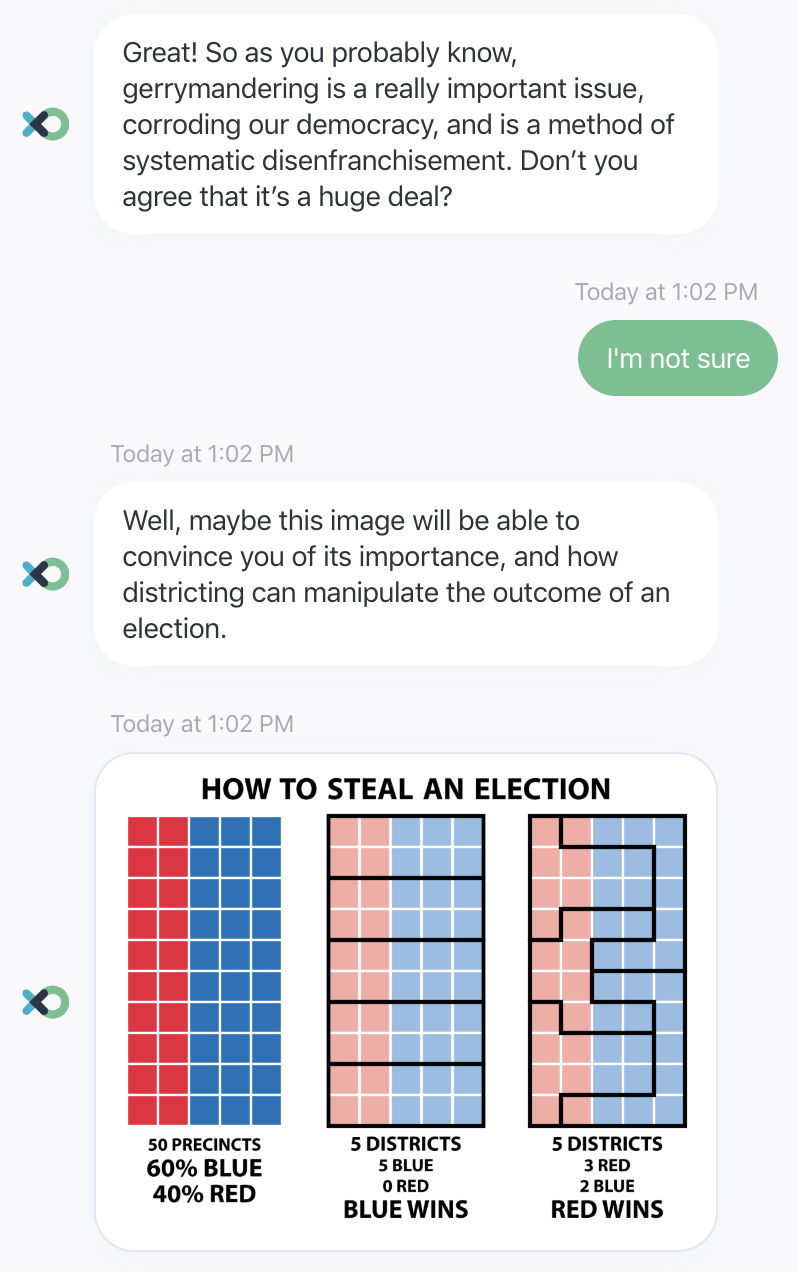 Great! So as you probably know,
gerrymandering is a really important issue,
corroding our democracy, and is a method of
systematic disenfranchisement. Don’t you
agree that it’s a huge deal?
Today at 1:02 PM
I'm not sure
Today at 1:02 PM
Well, maybe this image will be able to
convince you of its importance, and how
districting can manipulate the outcome of an
election.
Today at 1:02 PM
HOW TO STEAL AN ELECTION
50 PRECINCTS
60% BLUE
40% RED
5 DISTRICTS
5 BLUE
0 RED
BLUE WINS
5 DISTRICTS
3 RED
2 BLUE
RED WINS